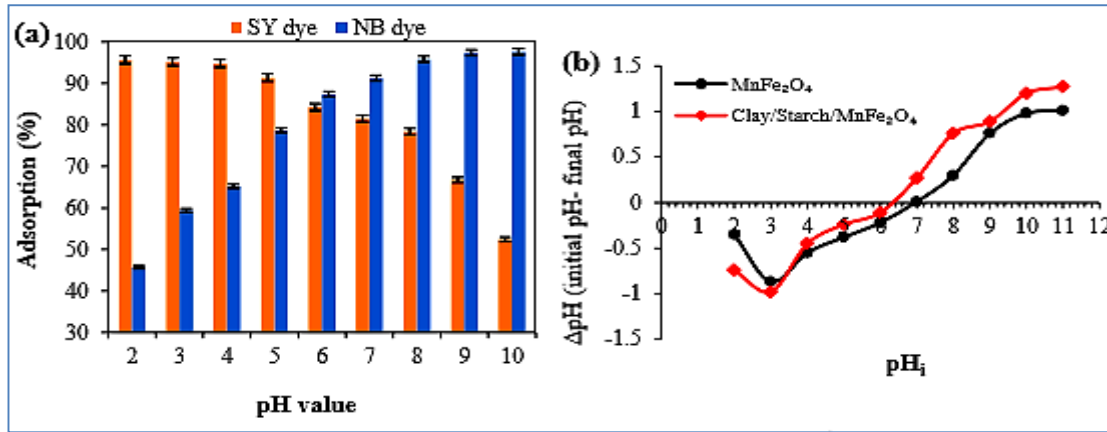 (a)
SY dye NB dye
100
90
80
70
60
50
40
30
Adsorption (%)
2 3 4 5 6 7 8 9 10
pH value
(b)
1.5
1
0.5
0
-0.5
-1
-1.5
ΔpH (initial pH- final pH)
MnFe₂O₄
Clay/Starch/MnFe₂O₄
0 1 2 3 4 5 6 7 8 9 10 11 12
pHᵢ